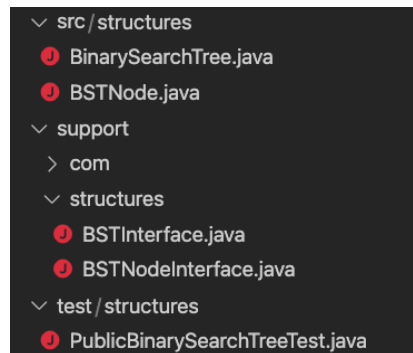 src/structures
J BinarySearchTree.java
J BSTNode.java
support
com
structures
J BSTInterface.java
J BSTNodeInterface.java
test/structures
J PublicBinarySearchTreeTest.java